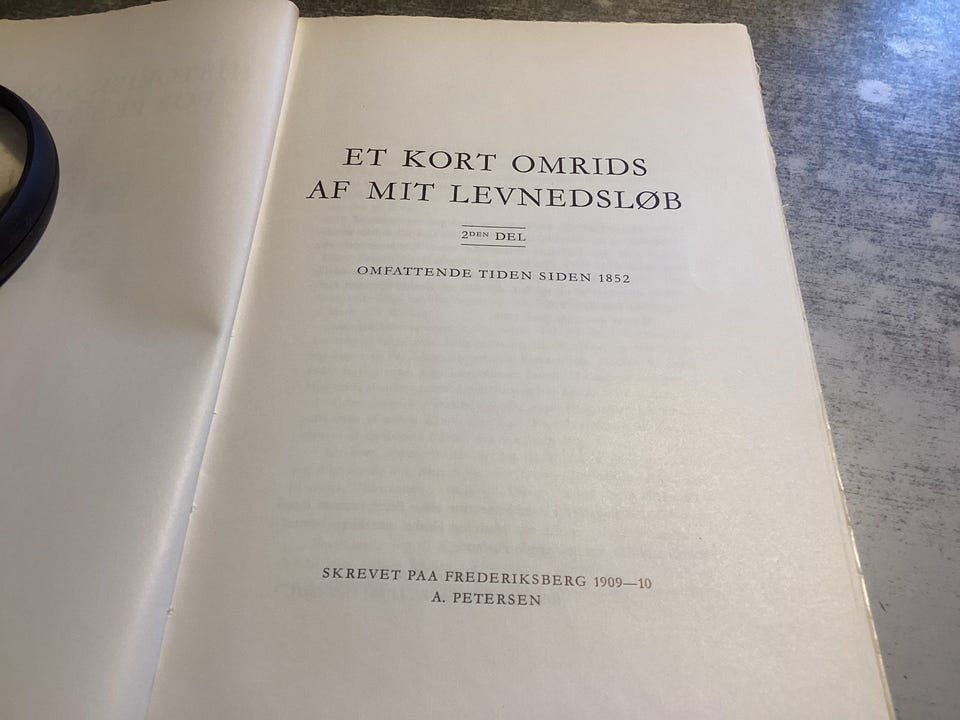 ET KORT OMRIDS
AF MIT LEVNEDSLØB
2DEN DEL
OMFATTENDE TIDEN SIDEN 1852
SKREVET PAA FREDERIKSBERG 1909—10
A. PETERSEN